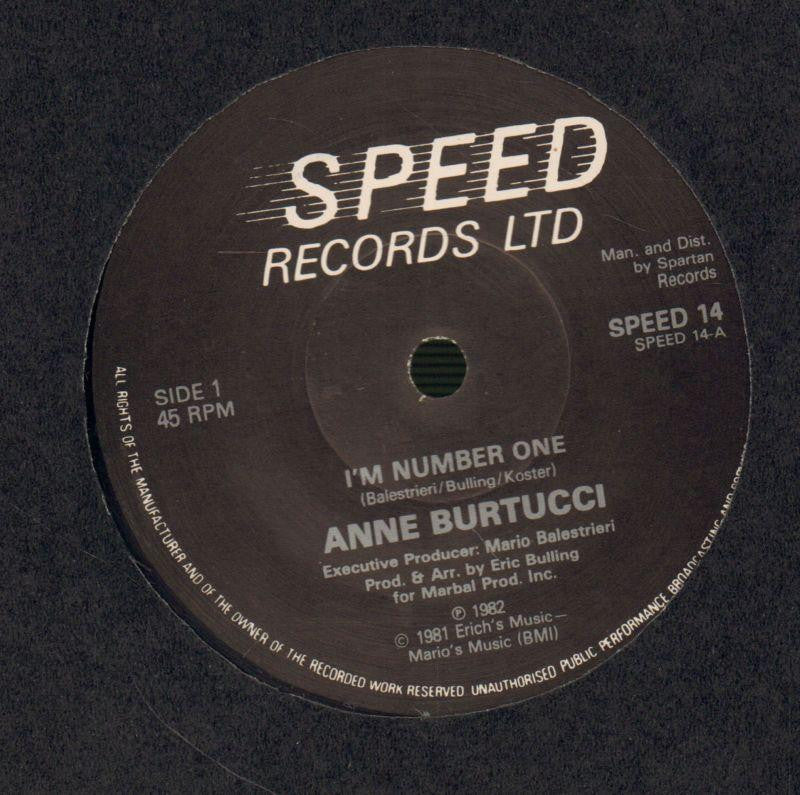 SPEED
RECORDS LTD
Man. and Dist.
by Spartan
Records
SPEED 14
SPEED 14-A
SIDE 1
45 RPM
I'M NUMBER ONE
(Balestrieri/Bulling/Koster)
ANNE BURTUCCI
Executive Producer: Mario Balestrieri
Prod. & Arr. by Eric Bulling
for Marbal Prod. Inc.
℗ 1982
© 1981 Erich's Music—
Mario's Music (BMI)
ALL RIGHTS OF THE MANUFACTURER AND OF THE OWNER OF THE RECORDED WORK RESERVED UNAUTHORISED PUBLIC PERFORMANCE BROADCASTING AND